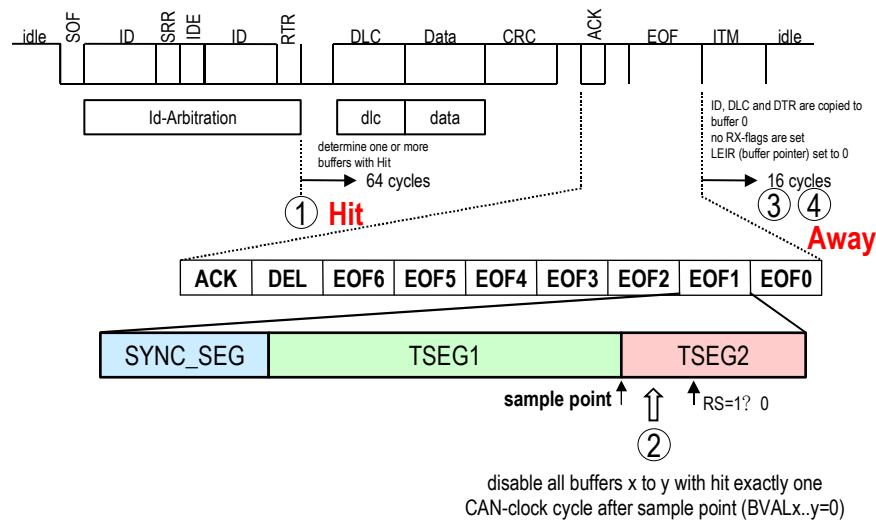 idle SOF ID SRR IDE ID RTR DLC Data CRC ACK EOF ITM idle
Id-Arbitration dlc data
ID, DLC and DTR are copied to
buffer 0
no RX-flags are set
LEIR (buffer pointer) set to 0
determine one or more
buffers with Hit
64 cycles
16 cycles
1 Hit
3 4
Away
ACK DEL EOF6 EOF5 EOF4 EOF3 EOF2 EOF1 EOF0
SYNC_SEG TSEG1 TSEG2
sample point RS=1? 0
2
disable all buffers x to y with hit exactly one
CAN-clock cycle after sample point (BVALx..y=0)